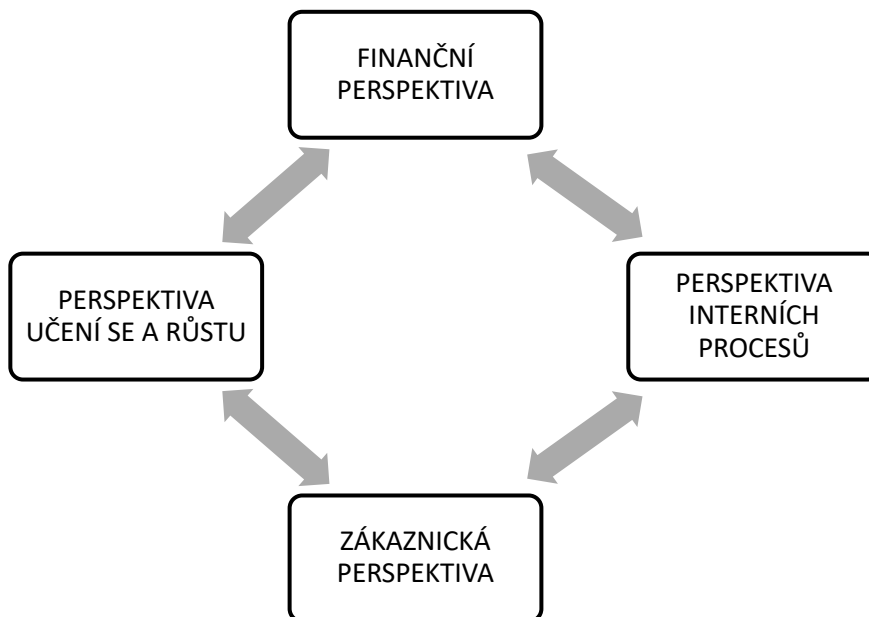 FINANČNÍ
PERSPEKTIVA
PERSPEKTIVA
UČENÍ SE A RŮSTU
PERSPEKTIVA
INTERNÍCH
PROCESŮ
ZÁKAZNICKÁ
PERSPEKTIVA